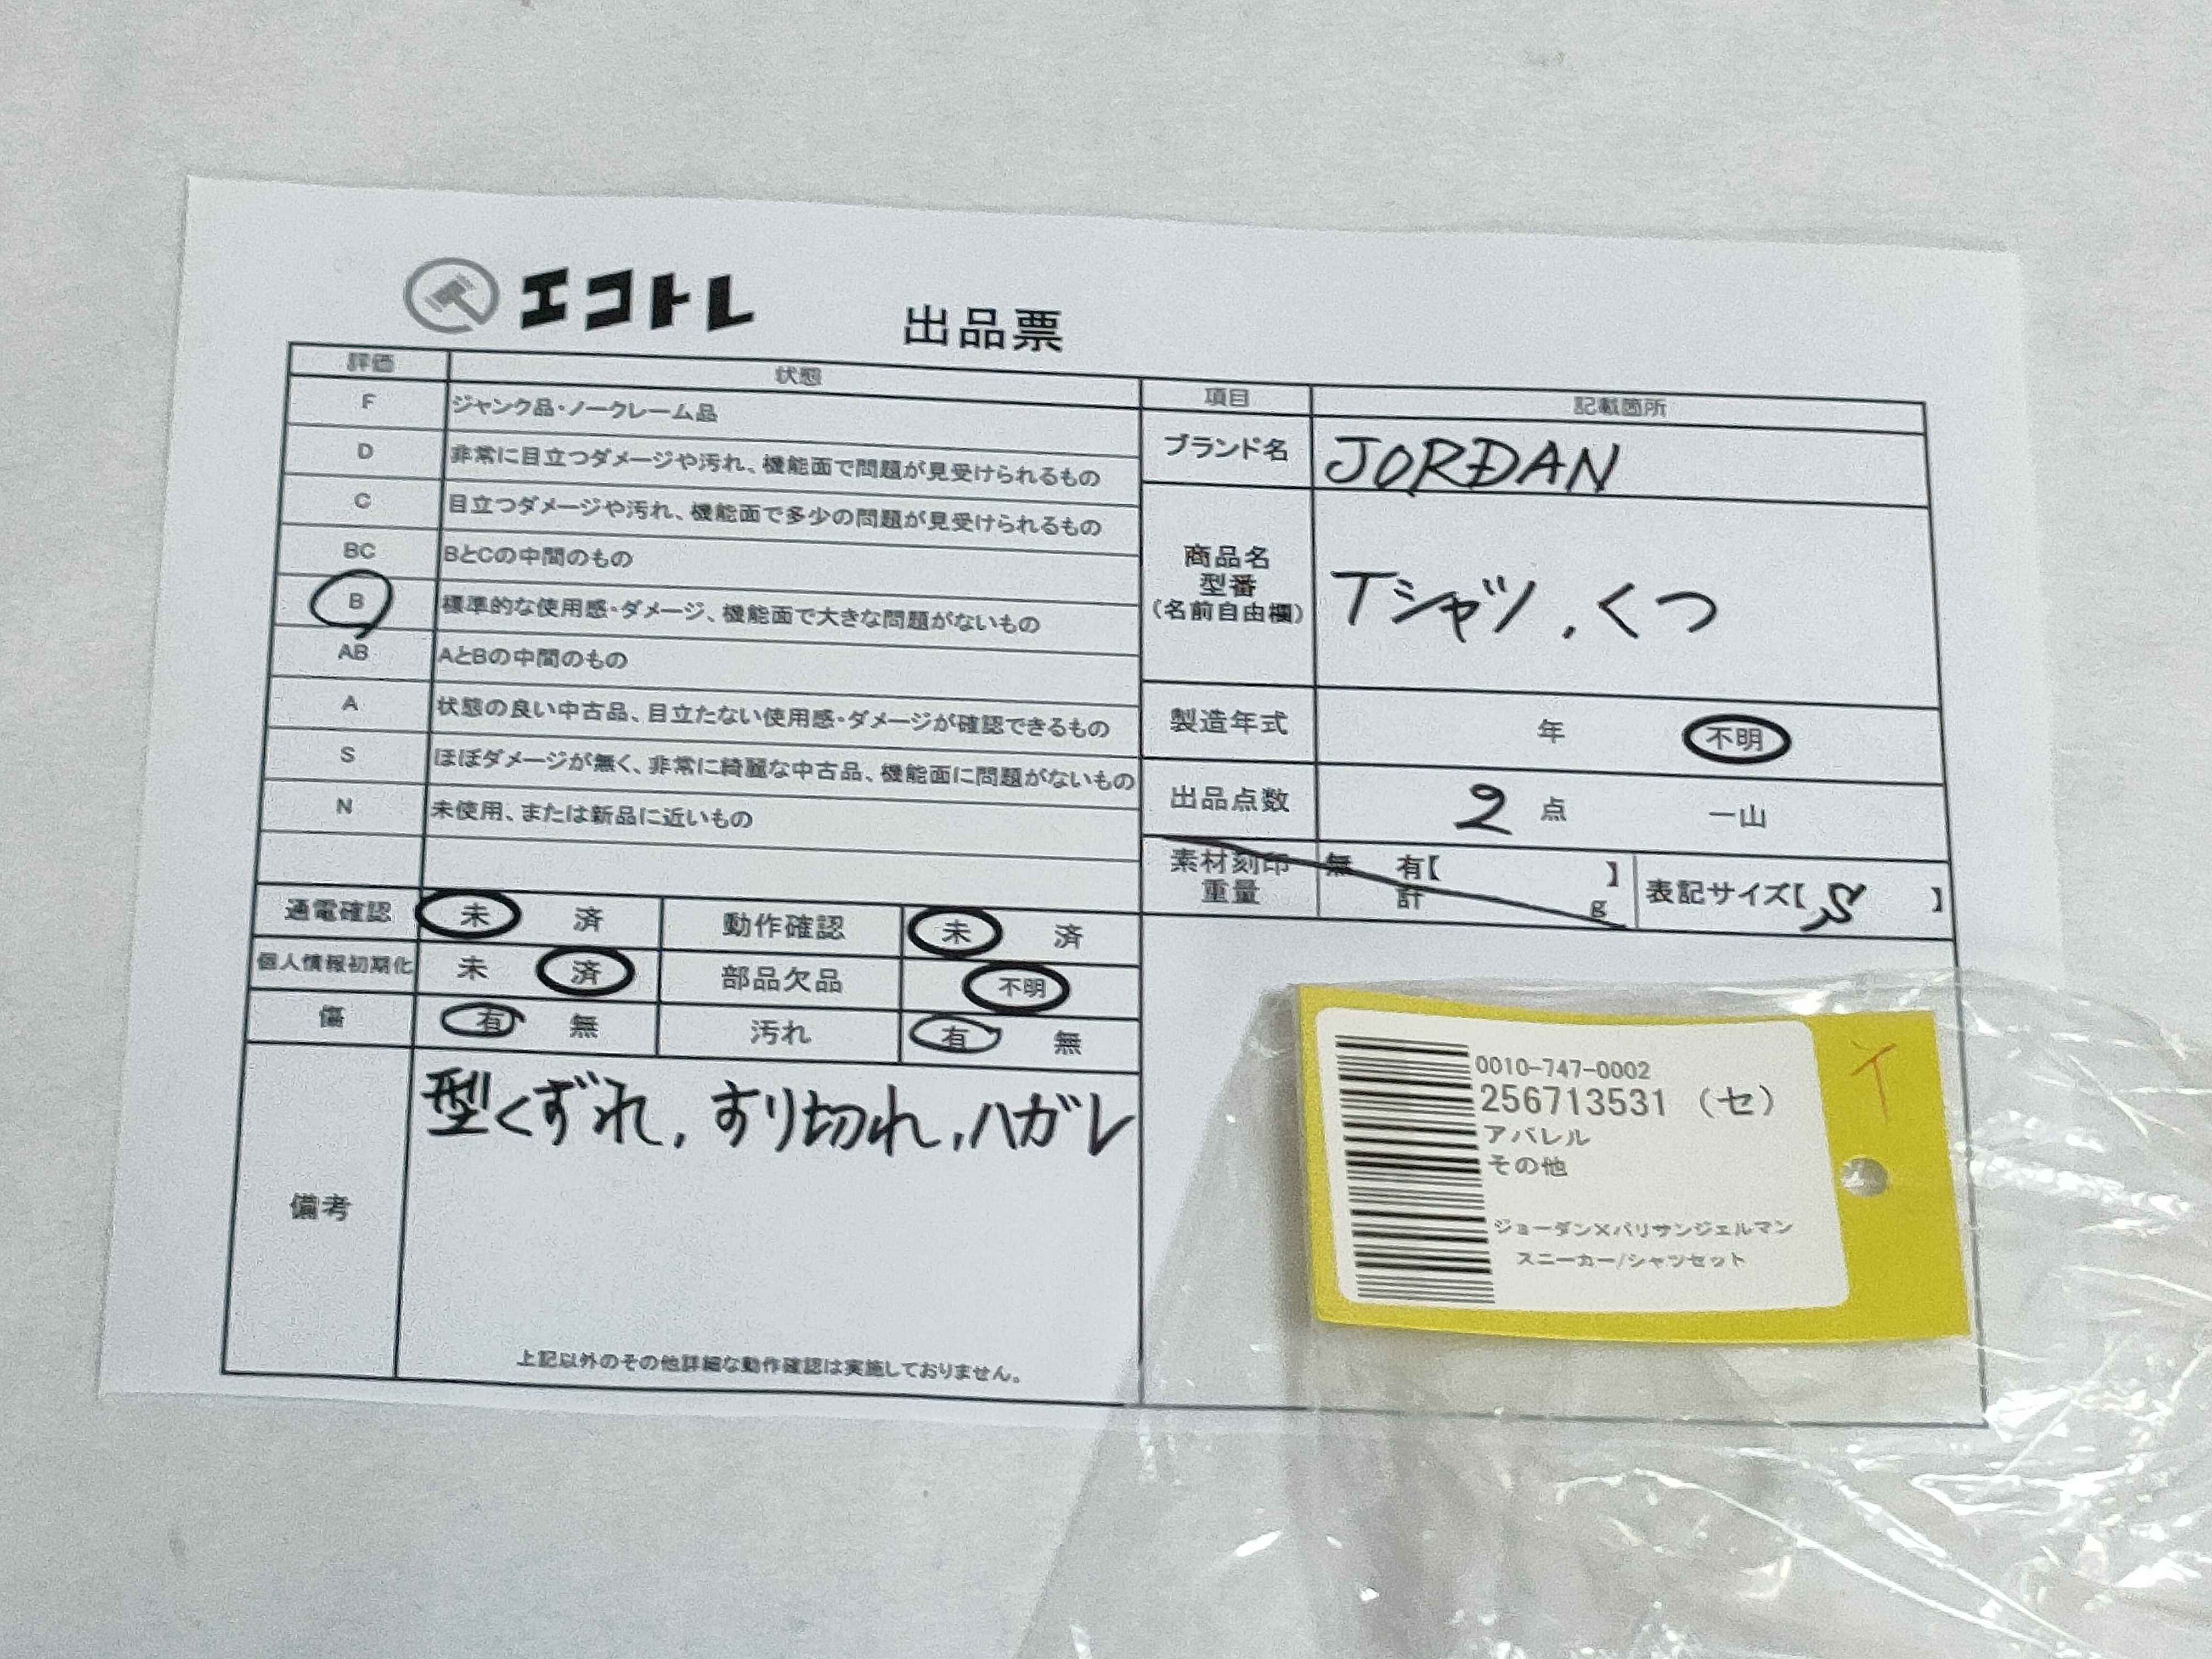 エコトレ
出品票
評価 状態
F ジャンク品・ノークレーム品
D 非常に目立つダメージや汚れ、機能面で問題が見受けられるもの
C 目立つダメージや汚れ、機能面で多少の問題が見受けられるもの
BC BとCの中間のもの
B 標準的な使用感・ダメージ、機能面で大きな問題がないもの
AB AとBの中間のもの
A 状態の良い中古品、目立たない使用感・ダメージが確認できるもの
S ほぼダメージが無く、非常に綺麗な中古品、機能面に問題がないもの
N 未使用、または新品に近いもの
通電確認 未 済 動作確認 未 済
個人情報初期化 未 済 部品欠品 不明
傷 有 無 汚れ 有 無
備考
型くずれ,すり切れ,ハガレ
上記以外のその他詳細な動作確認は実施しておりません。
項目 記載箇所
ブランド名 JORDAN
商品名
型番
(名前自由欄)
Tシャツ,くつ
製造年式 年 不明
出品点数 2 点 一山
素材刻印 無 有【 】
重量 計 g
表記サイズ【 S 】
0010-747-0002
256713531 (セ)
アパレル
その他
ジョーダン×パリサンジェルマン
スニーカー/シャツセット
T